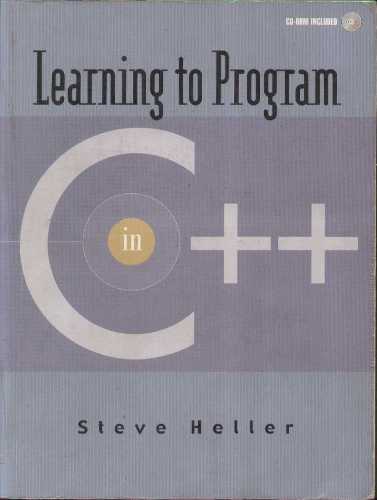 CD-ROM INCLUDED
Learning to Program
in
C++
Steve Heller